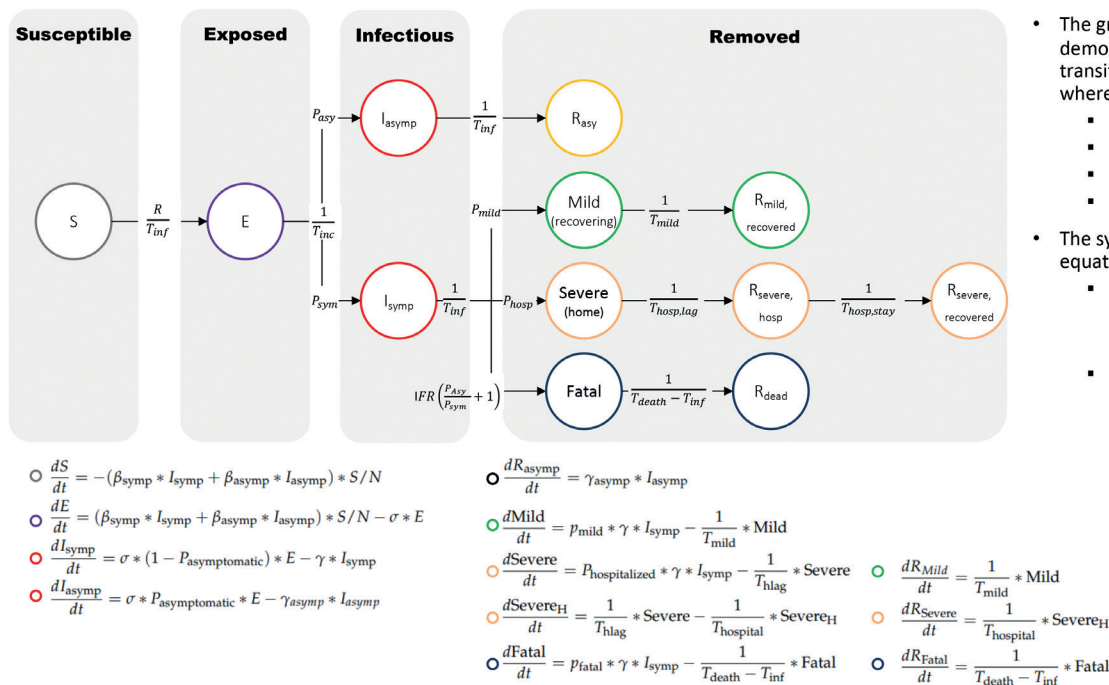 Susceptible
Exposed
Infectious
Removed
S
R/T_inf
E
P_asy
1/T_inc
P_sym
I_asymp
1/T_inf
R_asy
I_symp
1/T_inf
P_mild
Mild
(recovering)
1/T_mild
R_mild,
recovered
P_hosp
Severe
(home)
1/T_hosp,lag
R_severe,
hosp
1/T_hosp,stay
R_severe,
recovered
IFR(P_Asy/P_sym + 1)
Fatal
1/(T_death − T_inf)
R_dead
• The gr
demo
transit
where
• The sy
equat
dS/dt = −(β_symp * I_symp + β_asymp * I_asymp) * S/N
dE/dt = (β_symp * I_symp + β_asymp * I_asymp) * S/N − σ * E
dI_symp/dt = σ * (1 − P_asymptomatic) * E − γ * I_symp
dI_asymp/dt = σ * P_asymptomatic * E − γ_asymp * I_asymp
dR_asymp/dt = γ_asymp * I_asymp
dMild/dt = p_mild * γ * I_symp − 1/T_mild * Mild
dSevere/dt = P_hospitalized * γ * I_symp − 1/T_hlag * Severe
dSevere_H/dt = 1/T_hlag * Severe − 1/T_hospital * Severe_H
dFatal/dt = p_fatal * γ * I_symp − 1/(T_death − T_inf) * Fatal
dR_Mild/dt = 1/T_mild * Mild
dR_Severe/dt = 1/T_hospital * Severe_H
dR_Fatal/dt = 1/(T_death − T_inf) * Fatal